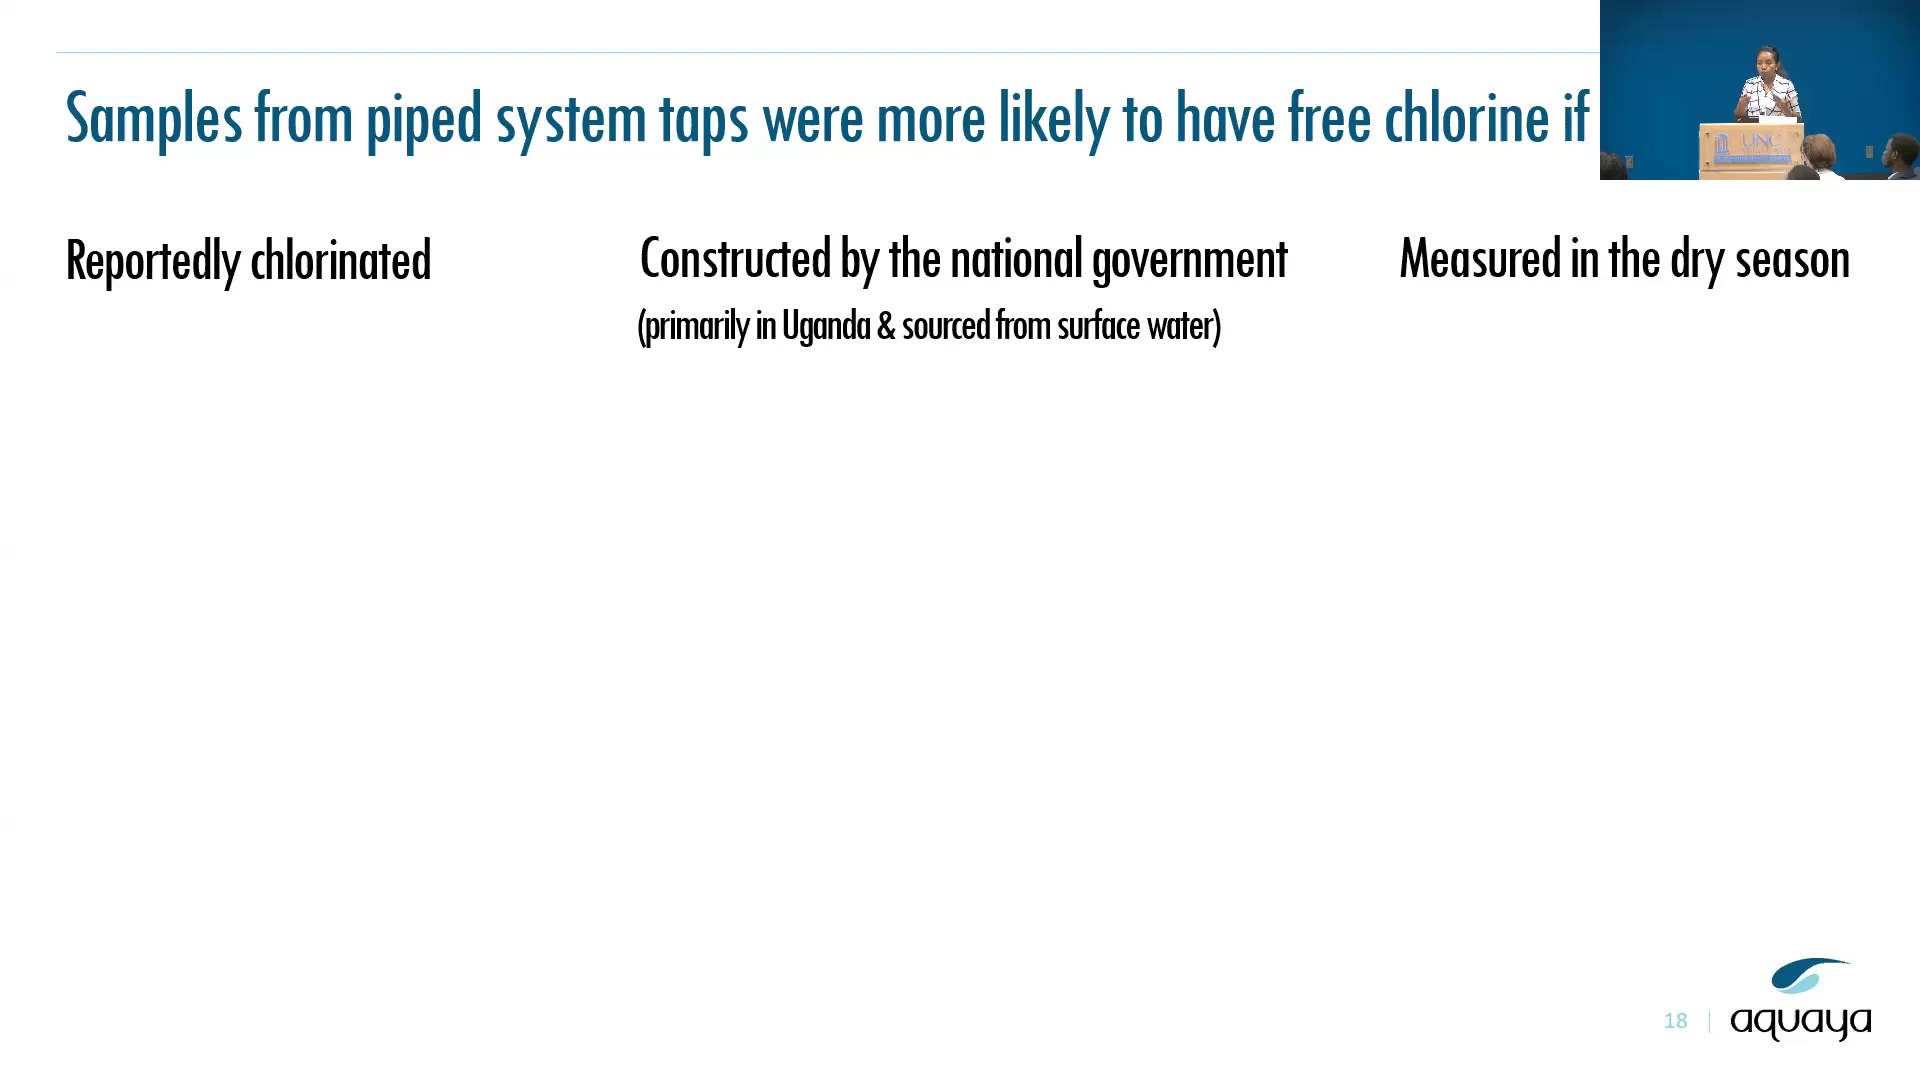 Samples from piped system taps were more likely to have free chlorine if
Reportedly chlorinated
Constructed by the national government
(primarily in Uganda & sourced from surface water)
Measured in the dry season
UNC
18
aquaya